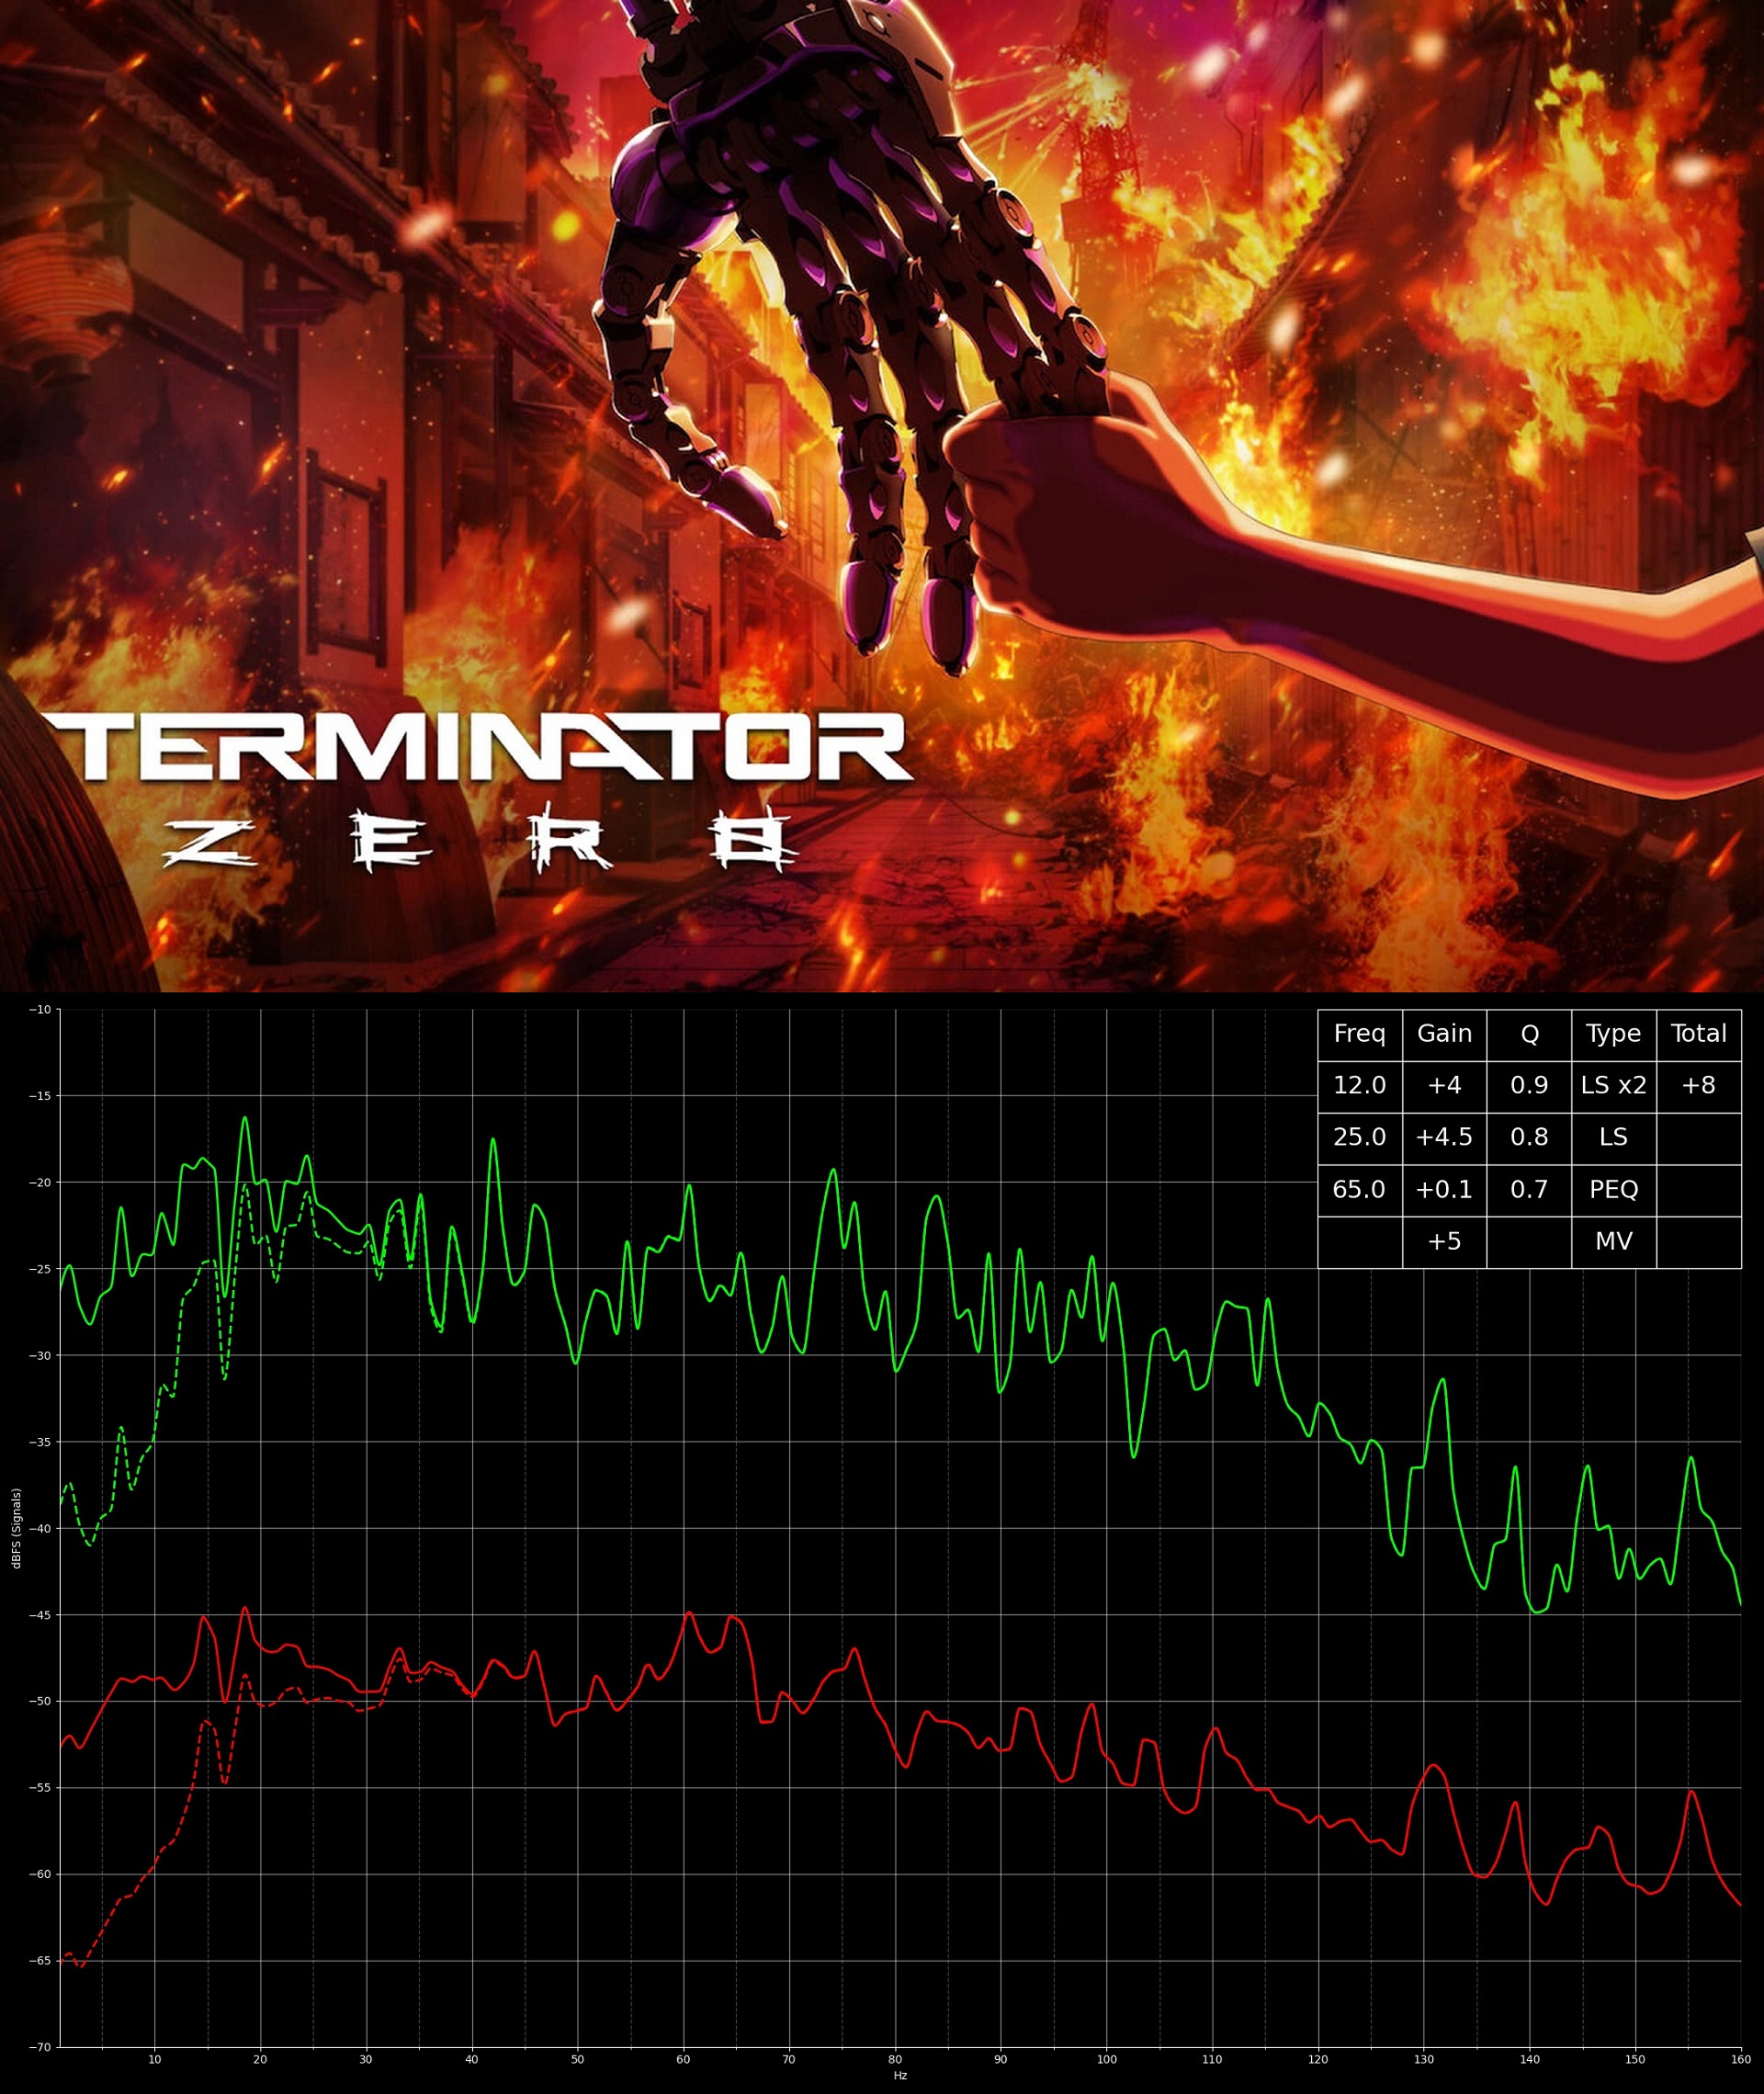 TERMINATOR
ZERO
Freq Gain Q Type Total
12.0 +4 0.9 LS x2 +8
25.0 +4.5 0.8 LS
65.0 +0.1 0.7 PEQ
+5 MV
−10
−15
−20
−25
−30
−35
−40
−45
−50
−55
−60
−65
−70
dBFS (Signals)
10 20 30 40 50 60 70 80 90 100 110 120 130 140 150 160
Hz